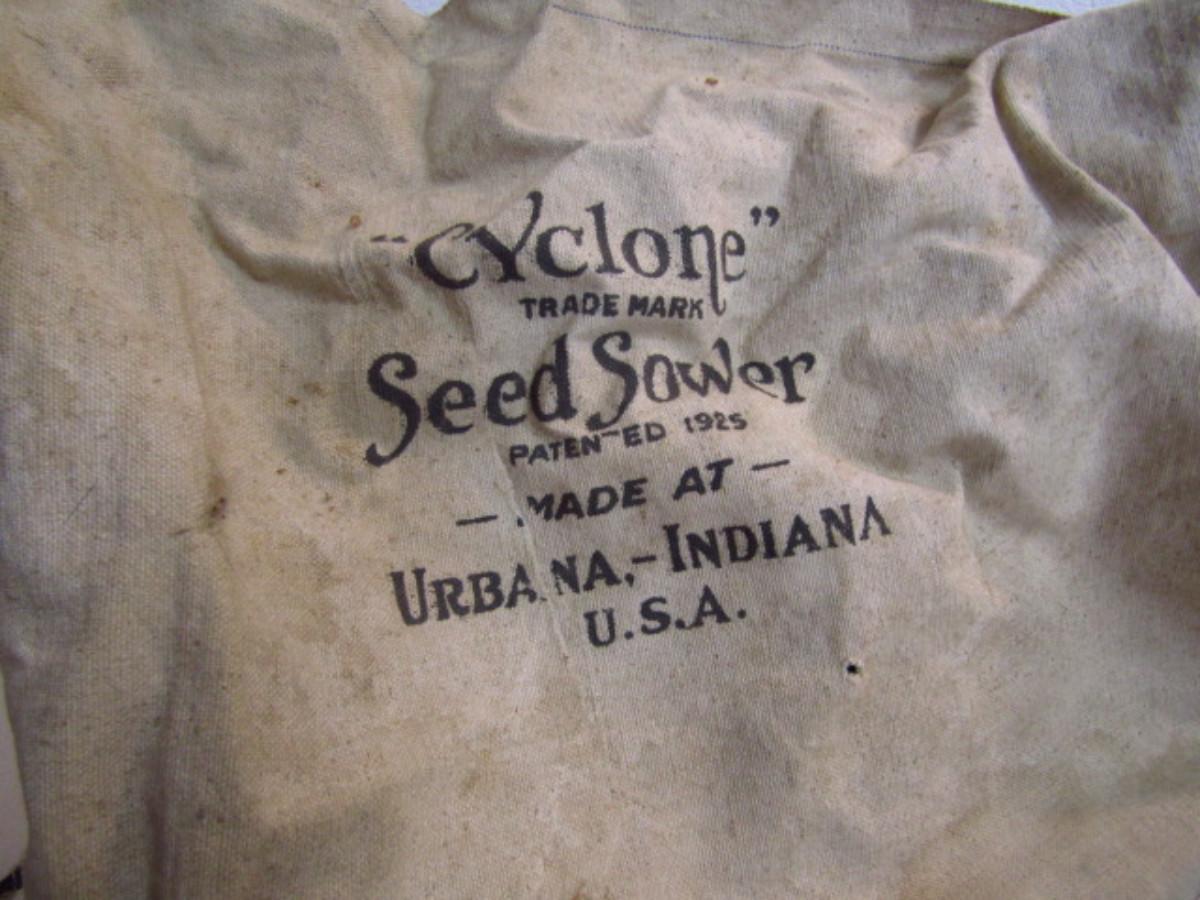 "Cyclone"
TRADE MARK
Seed Sower
PATENTED 1925
— MADE AT —
URBANA,-INDIANA
U.S.A.